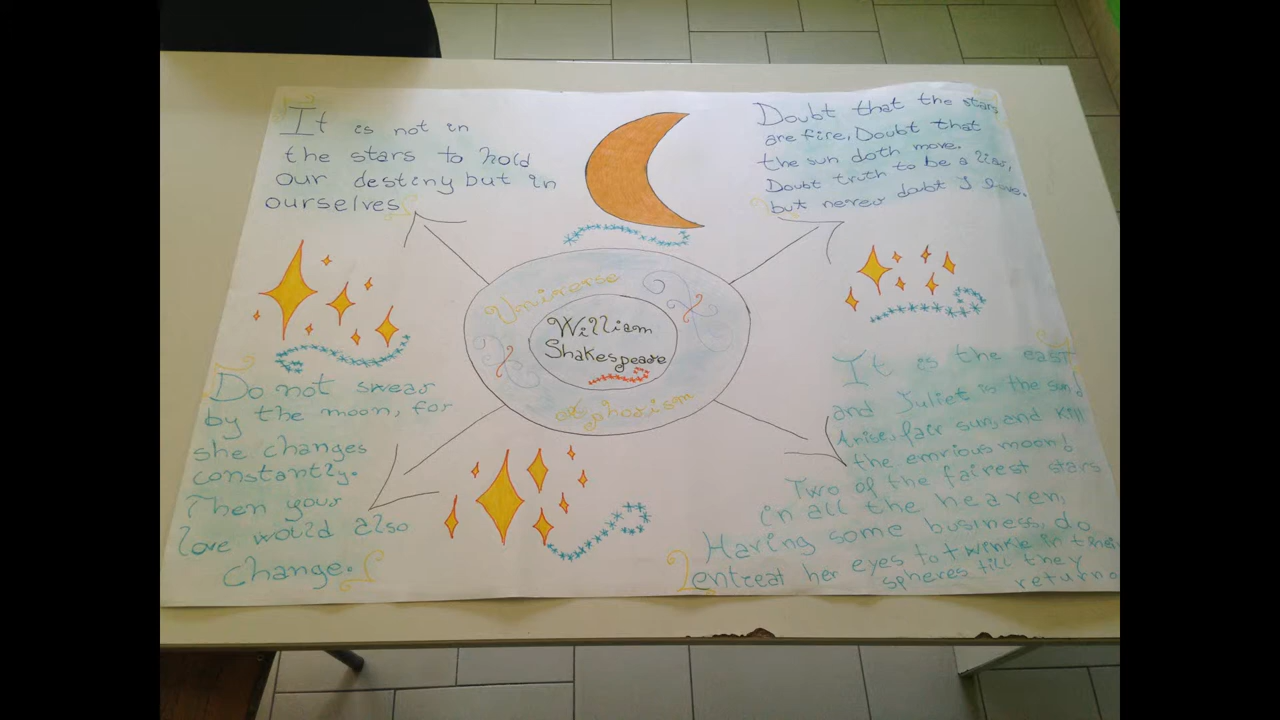 It is not in
the stars to hold
our destiny but in
ourselves
Doubt that the stars
are fire, Doubt that
the sun doth move.
Doubt truth to be a liar,
but never doubt I love.
Universe
William
Shakespeare
Aphorism
Do not swear
by the moon, for
she changes
constantly.
Then your
love would also
change.
It is the east
and Juliet is the sun!
Arise, fair sun, and kill
the emrious moon!
Two of the fairest stars
in all the heaven,
Having some business, do
entreat her eyes to twinkle in their
spheres till they
return